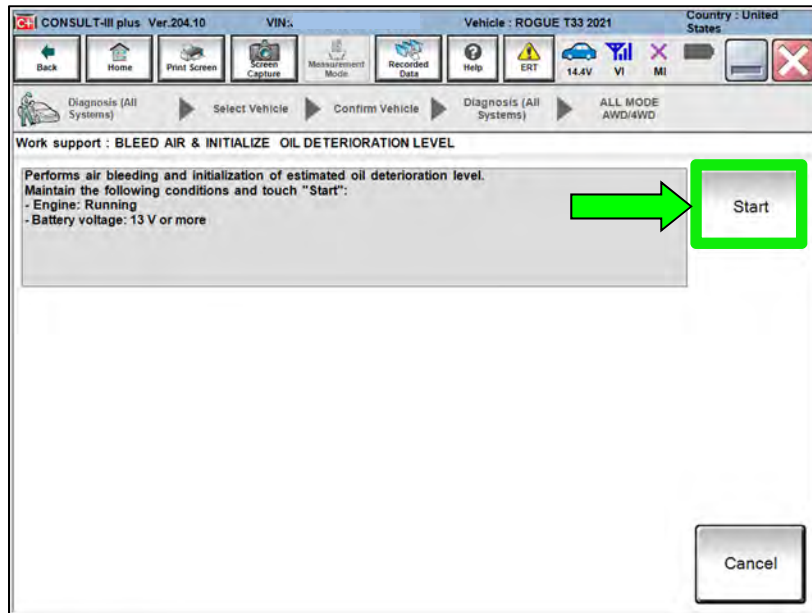 C+ CONSULT-III plus Ver.204.10 VIN: Vehicle : ROGUE T33 2021 Country : United States
Back Home Print Screen Screen Capture Measurement Mode Recorded Data Help ERT 14.4V VI MI
Diagnosis (All Systems) Select Vehicle Confirm Vehicle Diagnosis (All Systems) ALL MODE AWD/4WD
Work support : BLEED AIR & INITIALIZE OIL DETERIORATION LEVEL
Performs air bleeding and initialization of estimated oil deterioration level.
Maintain the following conditions and touch "Start":
- Engine: Running
- Battery voltage: 13 V or more
Start
Cancel